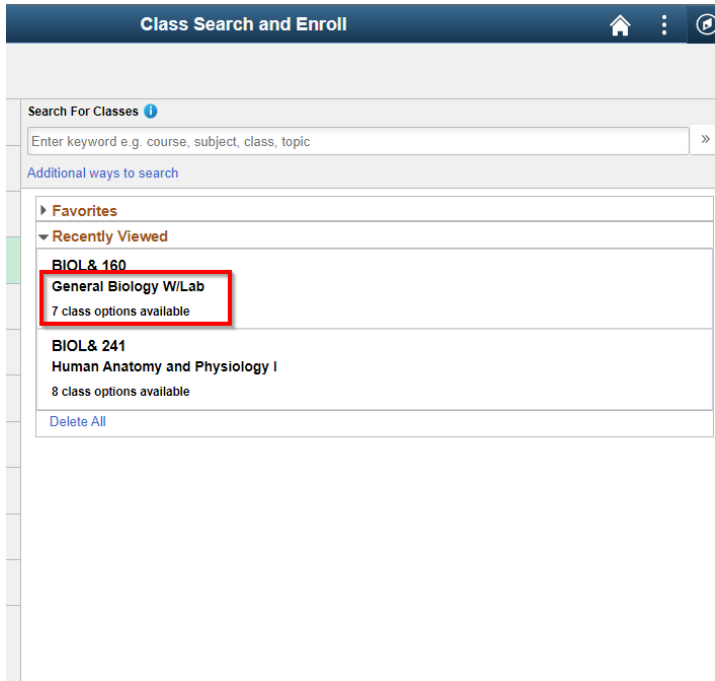 Class Search and Enroll
Search For Classes
Enter keyword e.g. course, subject, class, topic
Additional ways to search
Favorites
Recently Viewed
BIOL& 160
General Biology W/Lab
7 class options available
BIOL& 241
Human Anatomy and Physiology I
8 class options available
Delete All